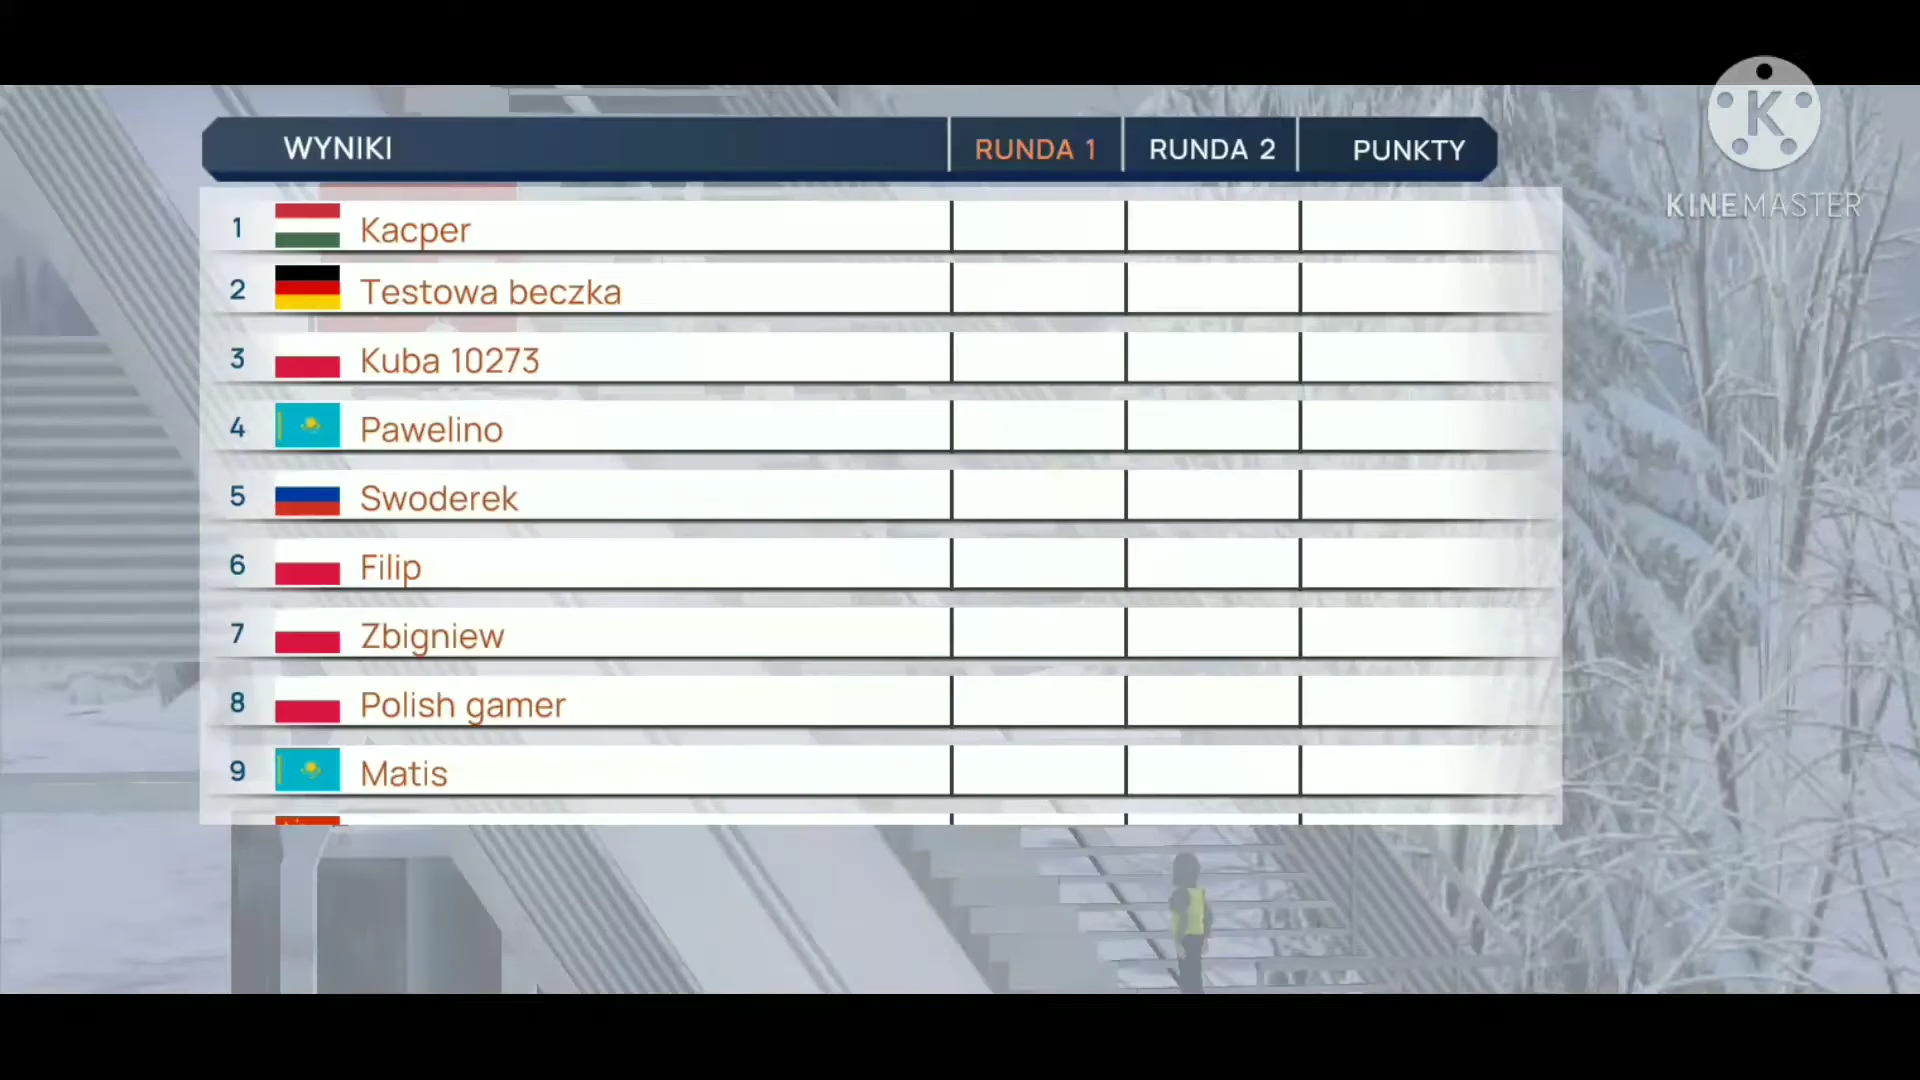 WYNIKI RUNDA 1 RUNDA 2 PUNKTY
K
KINEMASTER
1 Kacper
2 Testowa beczka
3 Kuba 10273
4 Pawelino
5 Swoderek
6 Filip
7 Zbigniew
8 Polish gamer
9 Matis